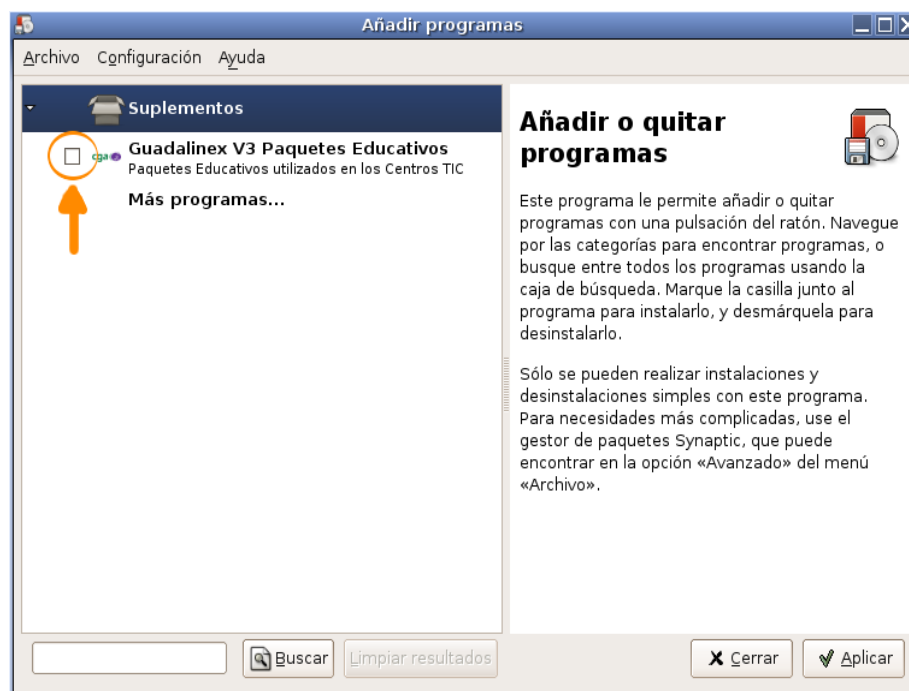 Añadir programas
Archivo Configuración Ayuda
Suplementos
cga
Guadalinex V3 Paquetes Educativos
Paquetes Educativos utilizados en los Centros TIC
Más programas...
Añadir o quitar
programas
Este programa le permite añadir o quitar
programas con una pulsación del ratón. Navegue
por las categorías para encontrar programas, o
busque entre todos los programas usando la
caja de búsqueda. Marque la casilla junto al
programa para instalarlo, y desmárquela para
desinstalarlo.
Sólo se pueden realizar instalaciones y
desinstalaciones simples con este programa.
Para necesidades más complicadas, use el
gestor de paquetes Synaptic, que puede
encontrar en la opción «Avanzado» del menú
«Archivo».
Buscar Limpiar resultados Cerrar Aplicar